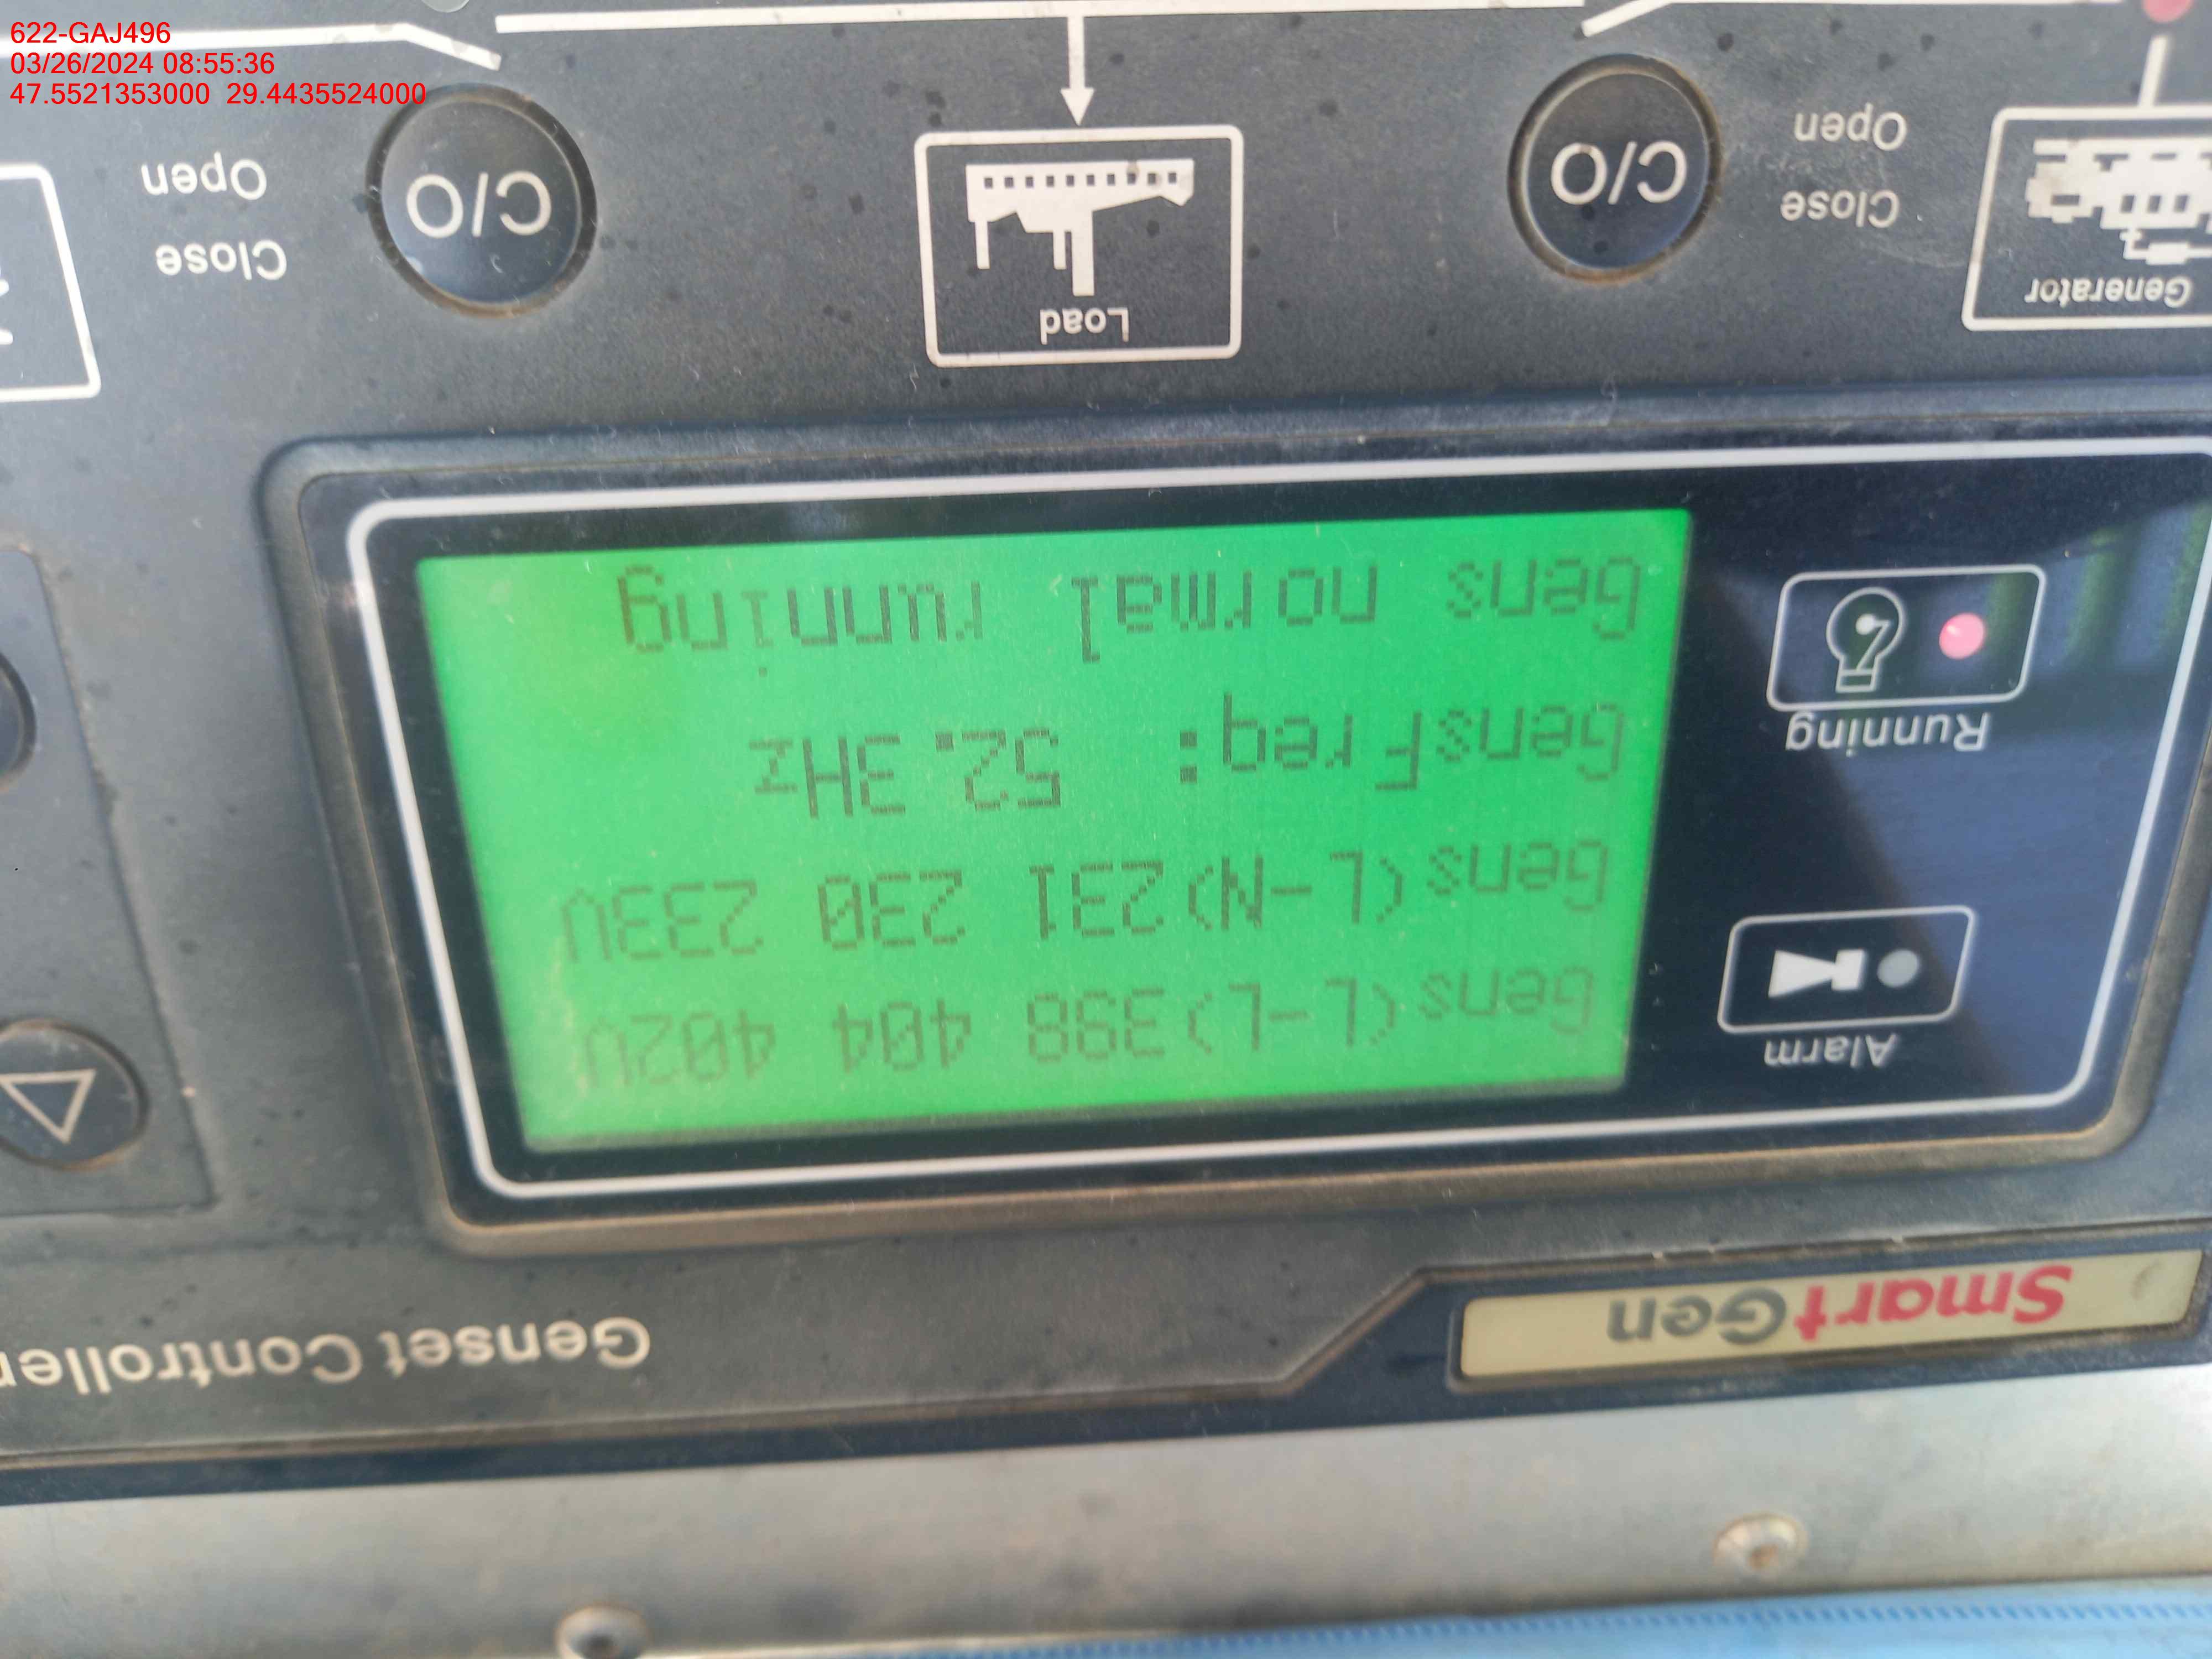 622-GAJ496
03/26/2024 08:55:36
47.5521353000 29.4435524000
SmartGen
Genset Controller
Alarm
Running
Gens(L-L)398 404 402V
Gens(L-N)231 230 233V
GensFreq: 52.3Hz
Gens normal running
Generator
Close
Open
C/O
Load
C/O
Close
Open